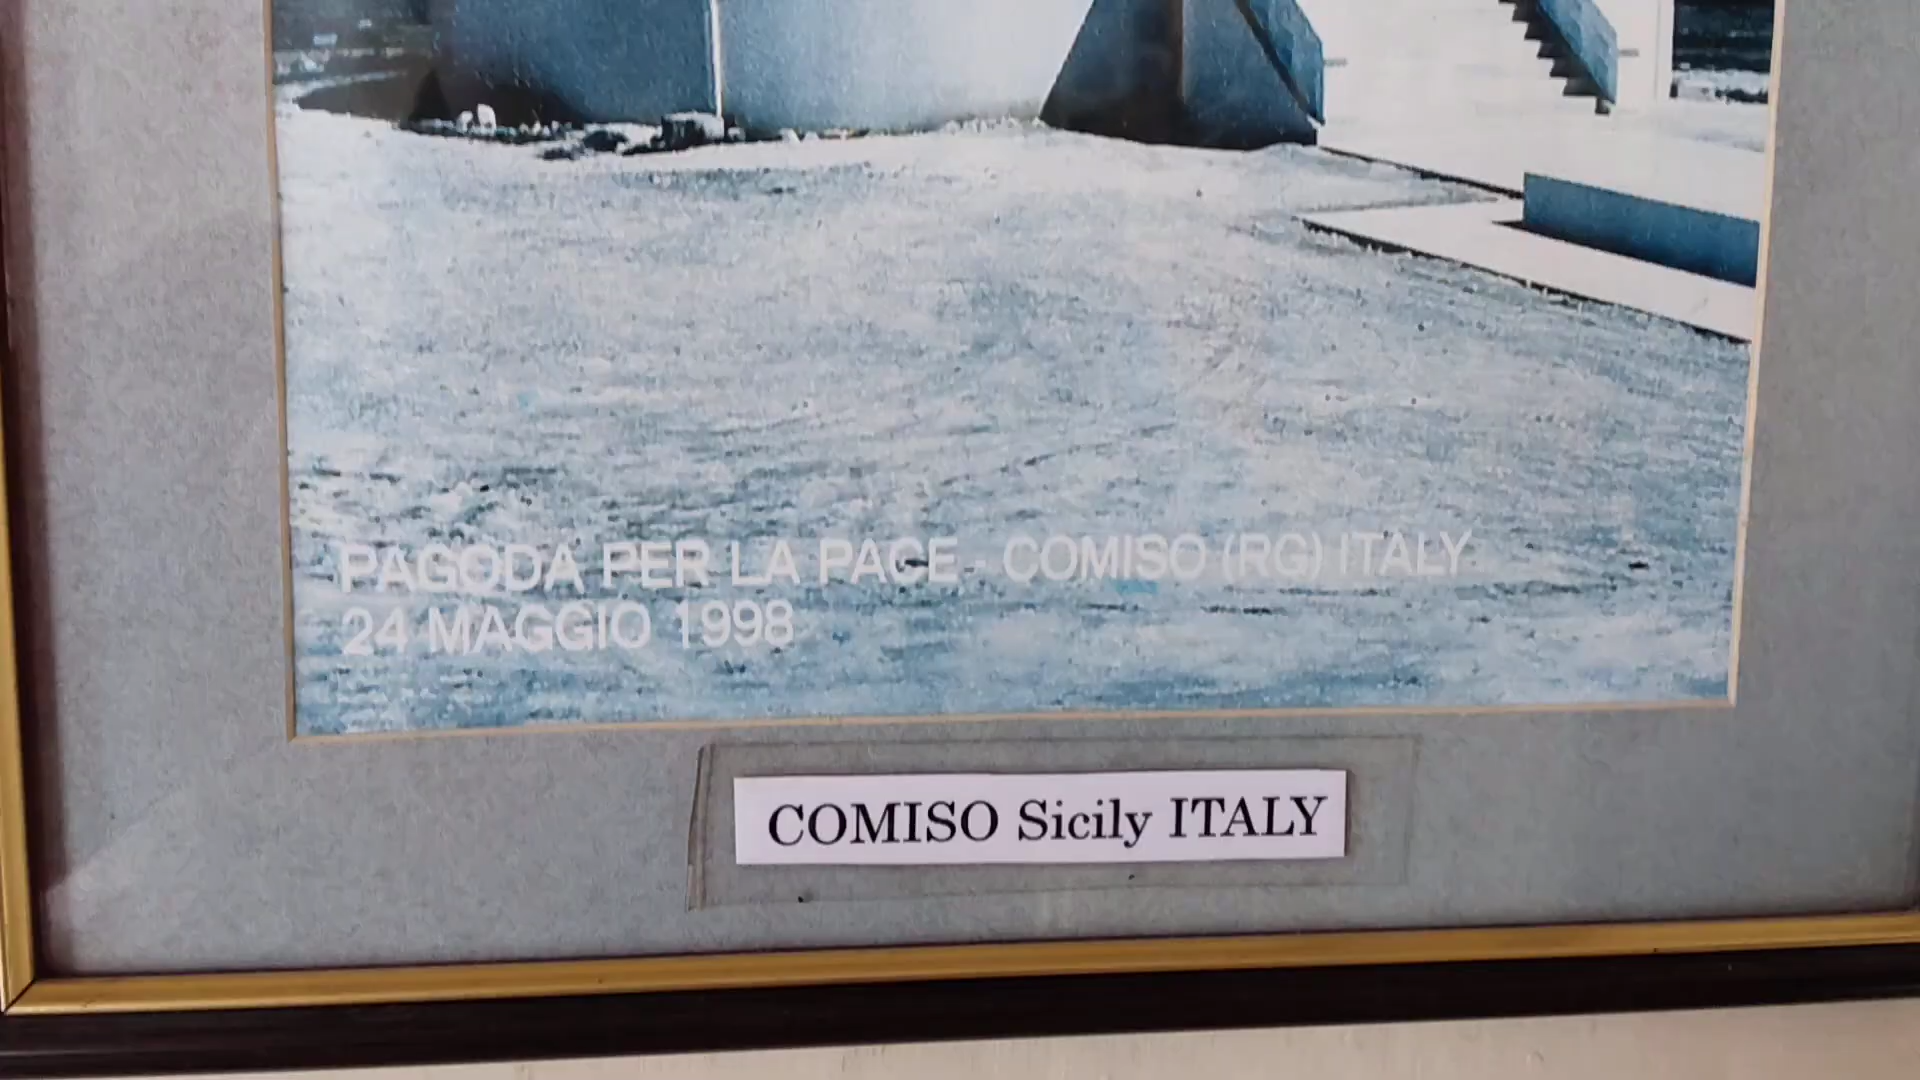 PAGODA PER LA PACE - COMISO (RG) ITALY
24 MAGGIO 1998
COMISO Sicily ITALY